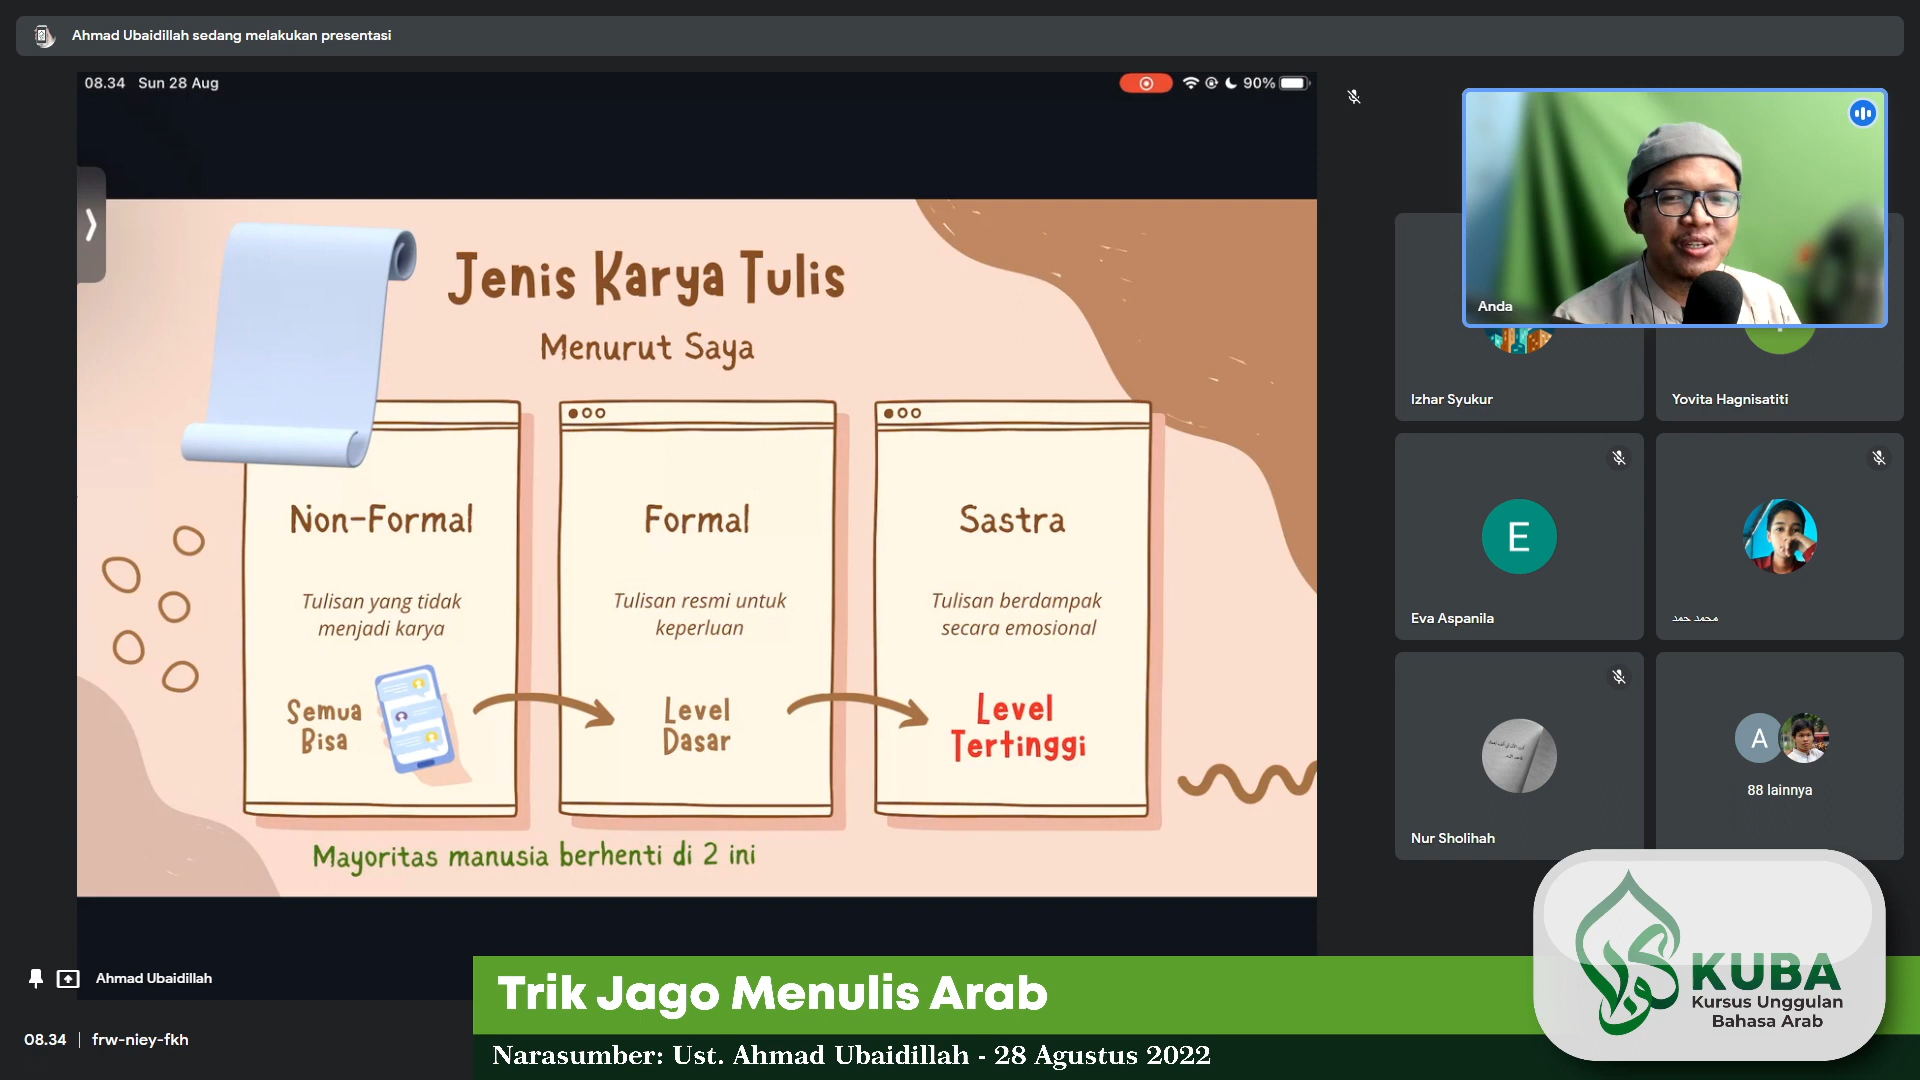 Ahmad Ubaidillah sedang melakukan presentasi
08.34 Sun 28 Aug
90%
Jenis Karya Tulis
Menurut Saya
Non-Formal
Tulisan yang tidak
menjadi karya
Semua
Bisa
Formal
Tulisan resmi untuk
keperluan
Level
Dasar
Sastra
Tulisan berdampak
secara emosional
Level
Tertinggi
Mayoritas manusia berhenti di 2 ini
Anda
Izhar Syukur
Yovita Hagnisatiti
E
Eva Aspanila
محمد حمد
Nur Sholihah
A
88 lainnya
Ahmad Ubaidillah
08.34 | frw-niey-fkh
Trik Jago Menulis Arab
Narasumber: Ust. Ahmad Ubaidillah - 28 Agustus 2022
KUBA
Kursus Unggulan
Bahasa Arab